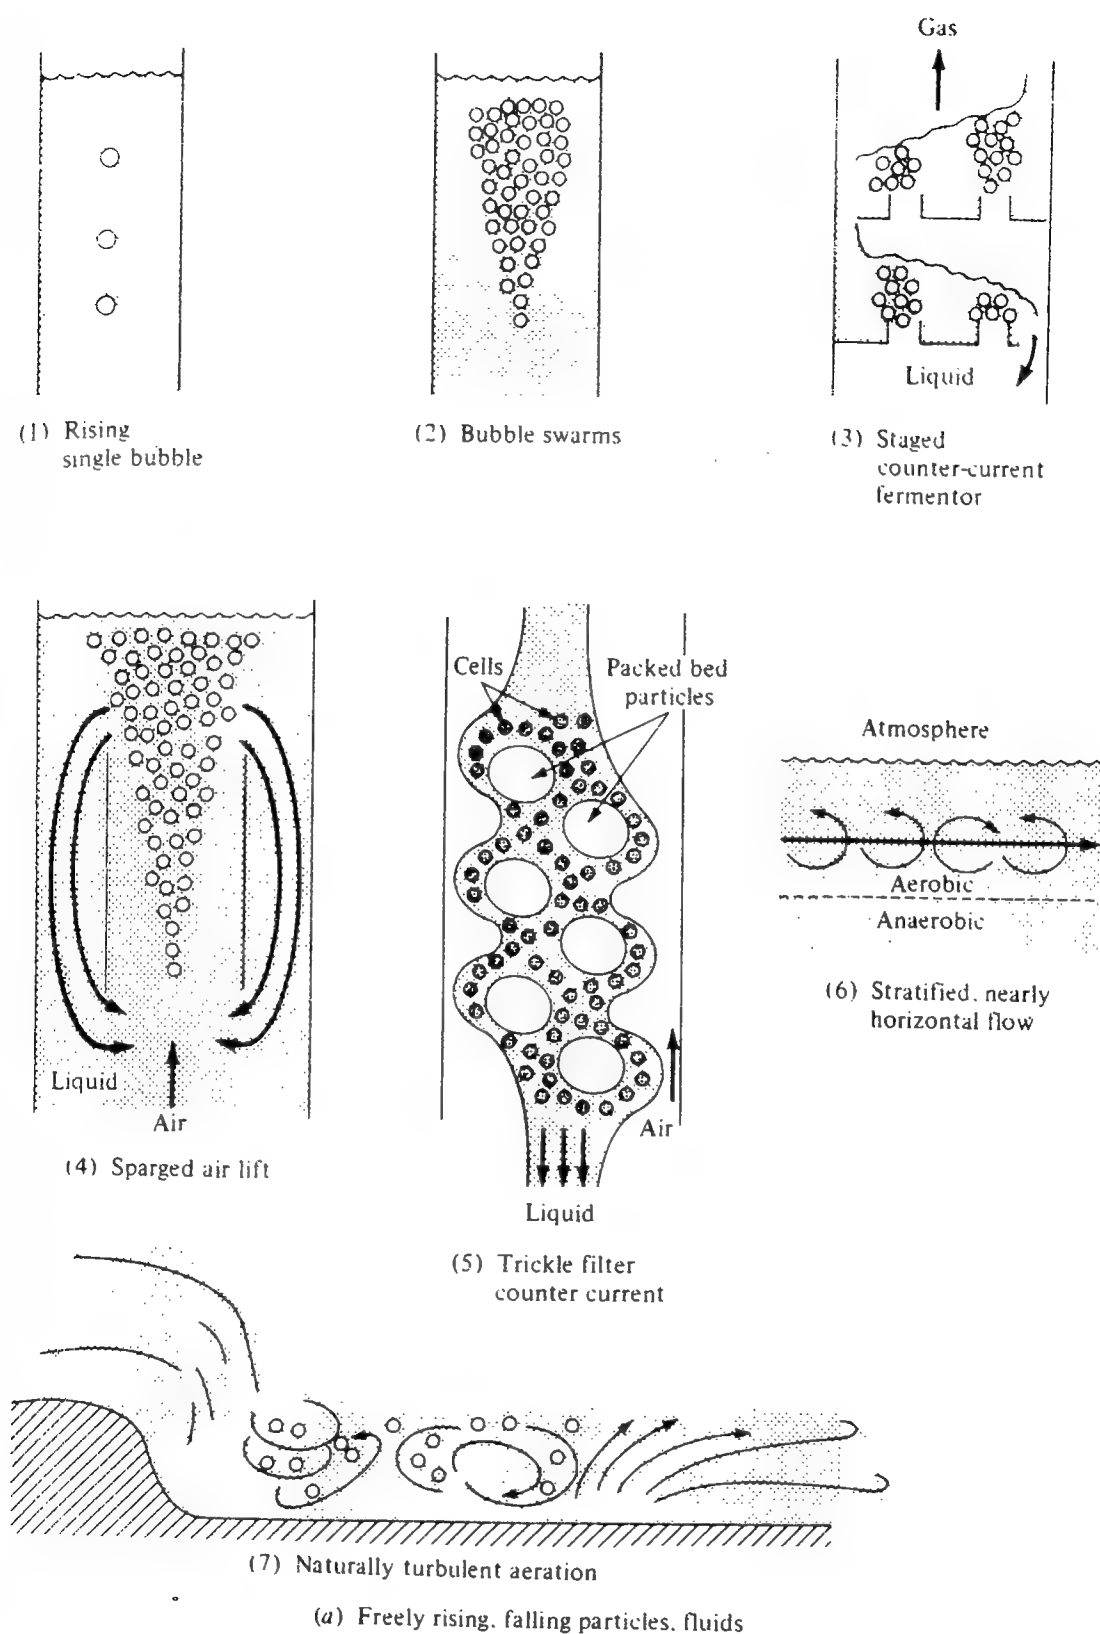 Gas
Liquid
(1) Rising
single bubble
(2) Bubble swarms
(3) Staged
counter-current
fermentor
Liquid
Air
(4) Sparged air lift
Cells
Packed bed
particles
Air
Liquid
(5) Trickle filter
counter current
Atmosphere
Aerobic
Anaerobic
(6) Stratified, nearly
horizontal flow
(7) Naturally turbulent aeration
(a) Freely rising, falling particles, fluids